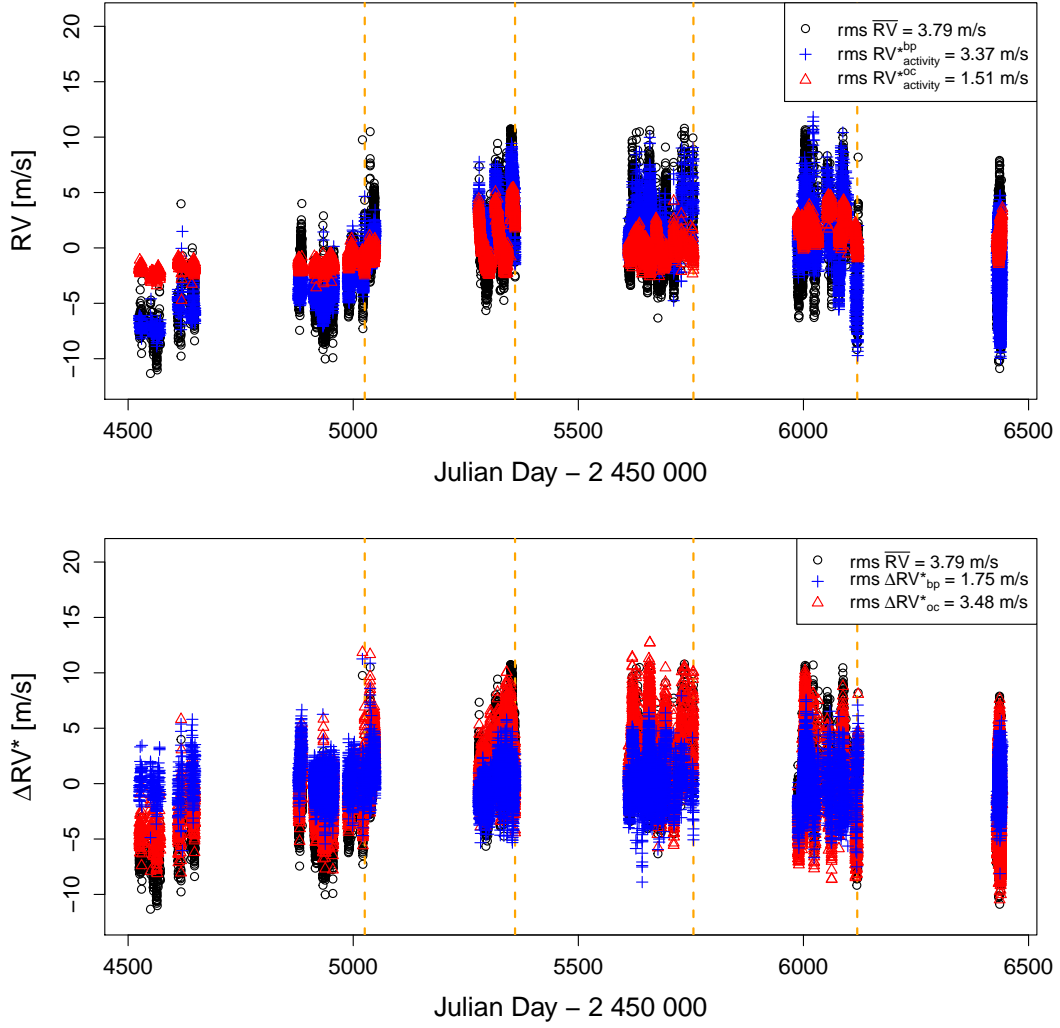 rms RV = 3.79 m/s
rms RV*bp activity = 3.37 m/s
rms RV*oc activity = 1.51 m/s
RV [m/s]
20
15
10
5
0
−5
−10
4500 5000 5500 6000 6500
Julian Day − 2 450 000
rms RV = 3.79 m/s
rms ΔRV*bp = 1.75 m/s
rms ΔRV*oc = 3.48 m/s
ΔRV* [m/s]
20
15
10
5
0
−5
−10
4500 5000 5500 6000 6500
Julian Day − 2 450 000